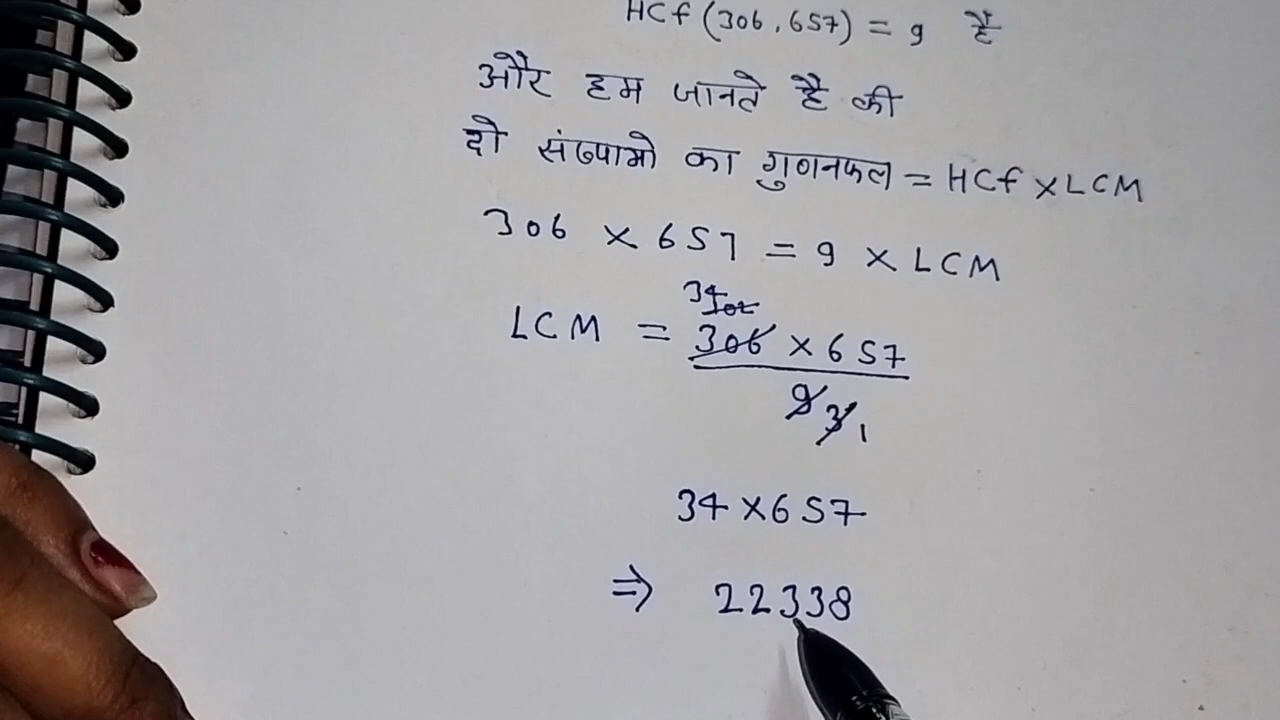 HCf (306, 657) = 9 है
और हम जानते है की
दो संख्याओ का गुणनफल = HCf × LCM
306 × 657 = 9 × LCM
34 102
LCM = 306 × 657
9 3 1
34 × 657
⇒ 22338